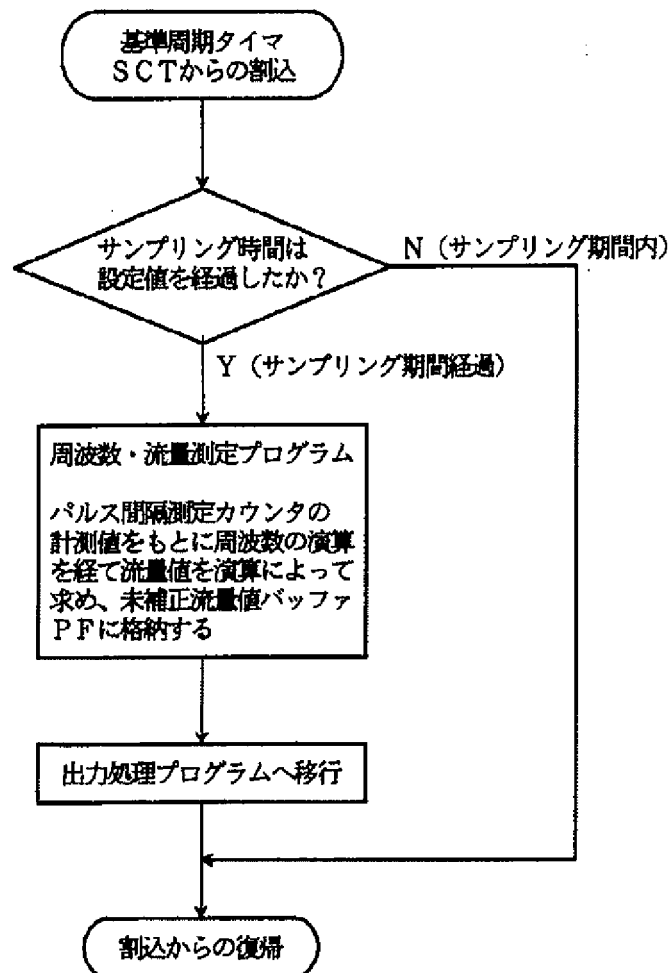 基準周期タイマ
ＳＣＴからの割込
サンプリング時間は
設定値を経過したか？
Ｎ（サンプリング期間内）
Ｙ（サンプリング期間経過）
周波数・流量測定プログラム
パルス間隔測定カウンタの
計測値をもとに周波数の演算
を経て流量値を演算によって
求め、未補正流量値バッファ
ＰＦに格納する
出力処理プログラムへ移行
割込からの復帰